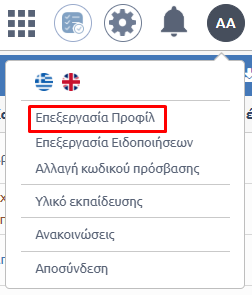 AA
Επεξεργασία Προφίλ
Επεξεργασία Ειδοποιήσεων
Αλλαγή κωδικού πρόσβασης
Υλικό εκπαίδευσης
Ανακοινώσεις
Αποσύνδεση